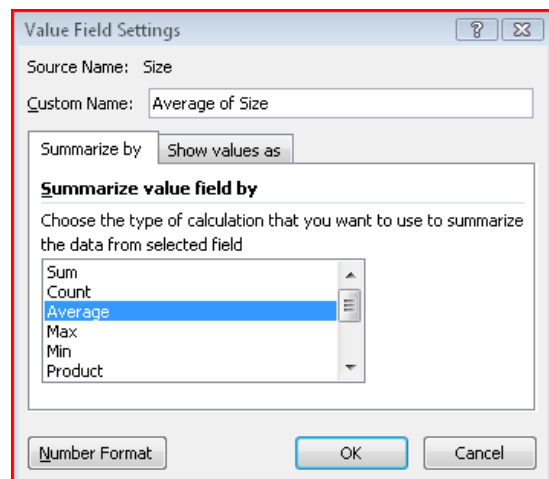 Value Field Settings
Source Name: Size
Custom Name: Average of Size
Summarize by Show values as
Summarize value field by
Choose the type of calculation that you want to use to summarize
the data from selected field
Sum
Count
Average
Max
Min
Product
Number Format OK Cancel